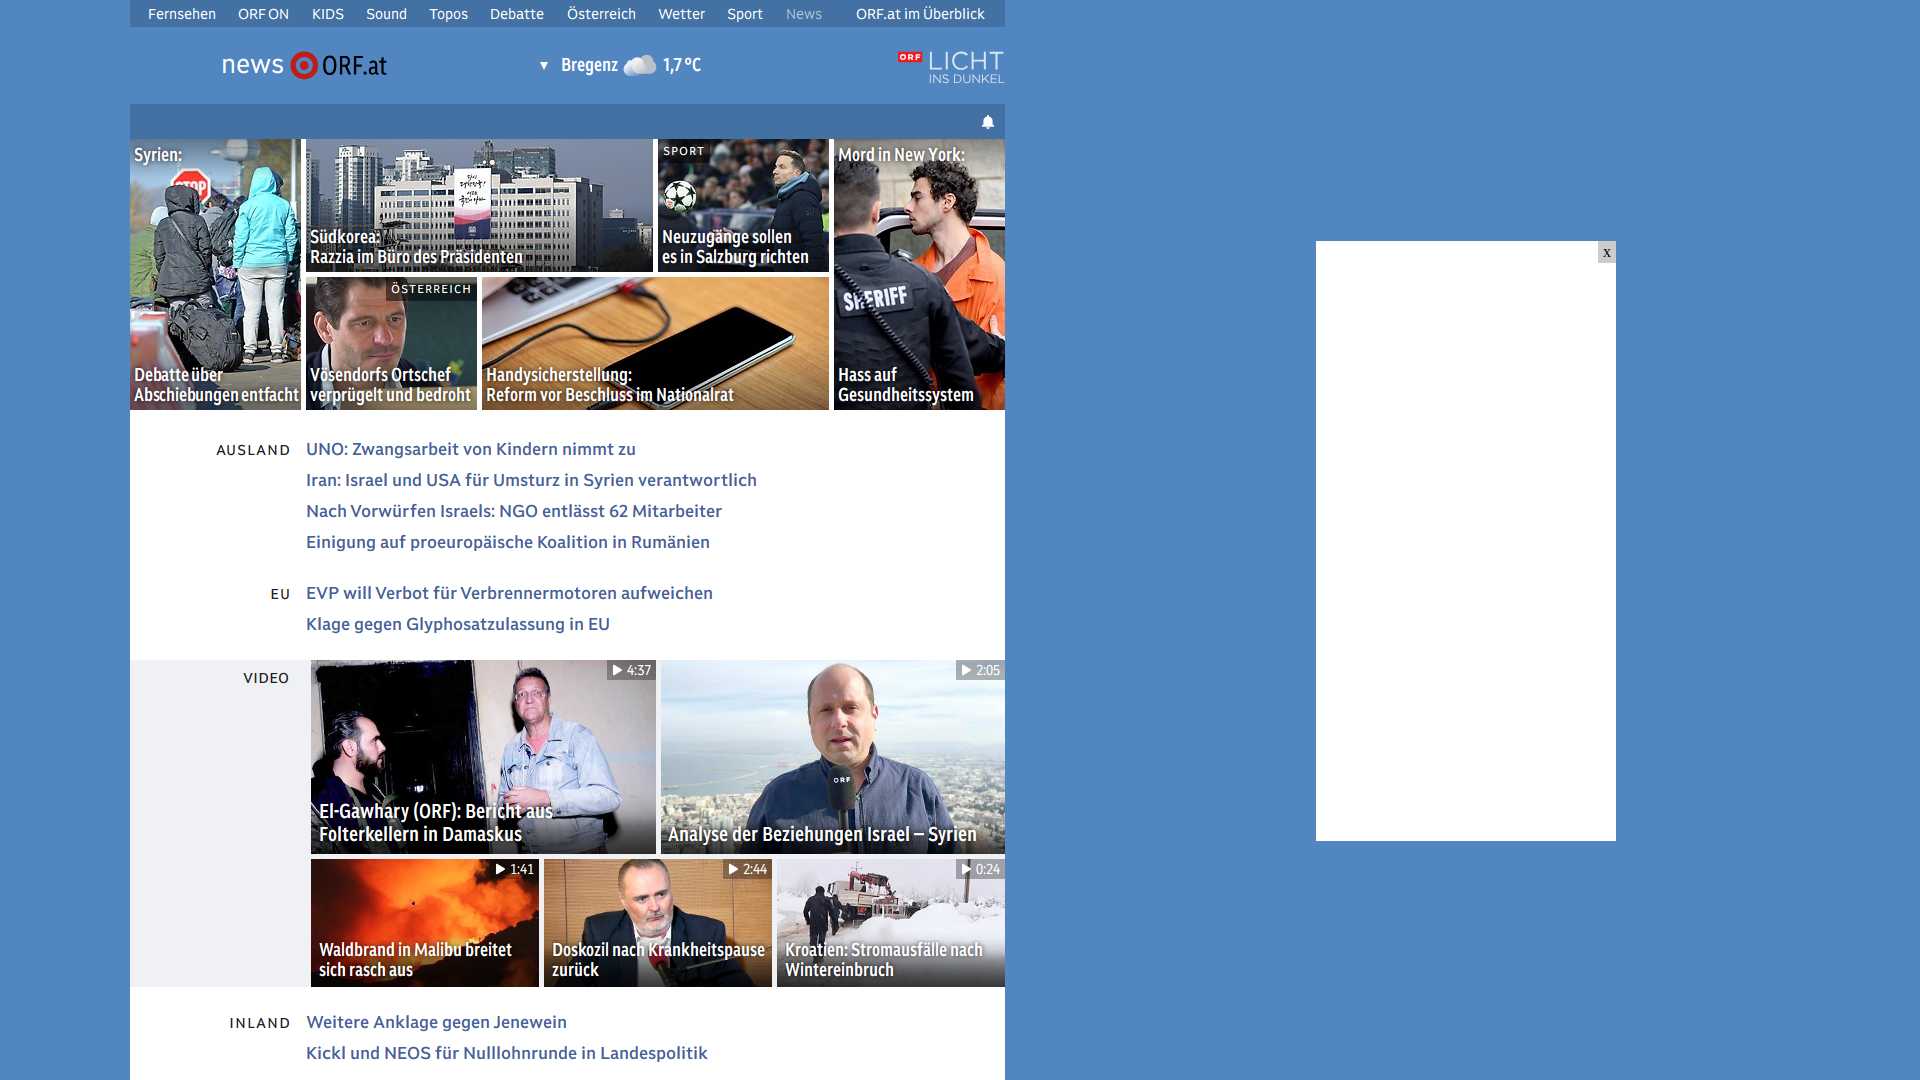 Fernsehen ORF ON KIDS Sound Topos Debatte Österreich Wetter Sport News ORF.at im Überblick
news ORF.at
Bregenz 1,7 °C
ORF LICHT
INS DUNKEL
Syrien:
STOP
Debatte über
Abschiebungen entfacht
Südkorea:
Razzia im Büro des Präsidenten
SPORT
Neuzugänge sollen
es in Salzburg richten
Mord in New York:
SHERIFF
Hass auf
Gesundheitssystem
ÖSTERREICH
Vösendorfs Ortschef
verprügelt und bedroht
Handysicherstellung:
Reform vor Beschluss im Nationalrat
x
AUSLAND
UNO: Zwangsarbeit von Kindern nimmt zu
Iran: Israel und USA für Umsturz in Syrien verantwortlich
Nach Vorwürfen Israels: NGO entlässt 62 Mitarbeiter
Einigung auf proeuropäische Koalition in Rumänien
EU
EVP will Verbot für Verbrennermotoren aufweichen
Klage gegen Glyphosatzulassung in EU
VIDEO
4:37
El-Gawhary (ORF): Bericht aus
Folterkellern in Damaskus
2:05
ORF
Analyse der Beziehungen Israel – Syrien
1:41
Waldbrand in Malibu breitet
sich rasch aus
2:44
Doskozil nach Krankheitspause
zurück
0:24
Kroatien: Stromausfälle nach
Wintereinbruch
INLAND
Weitere Anklage gegen Jenewein
Kickl und NEOS für Nulllohnrunde in Landespolitik